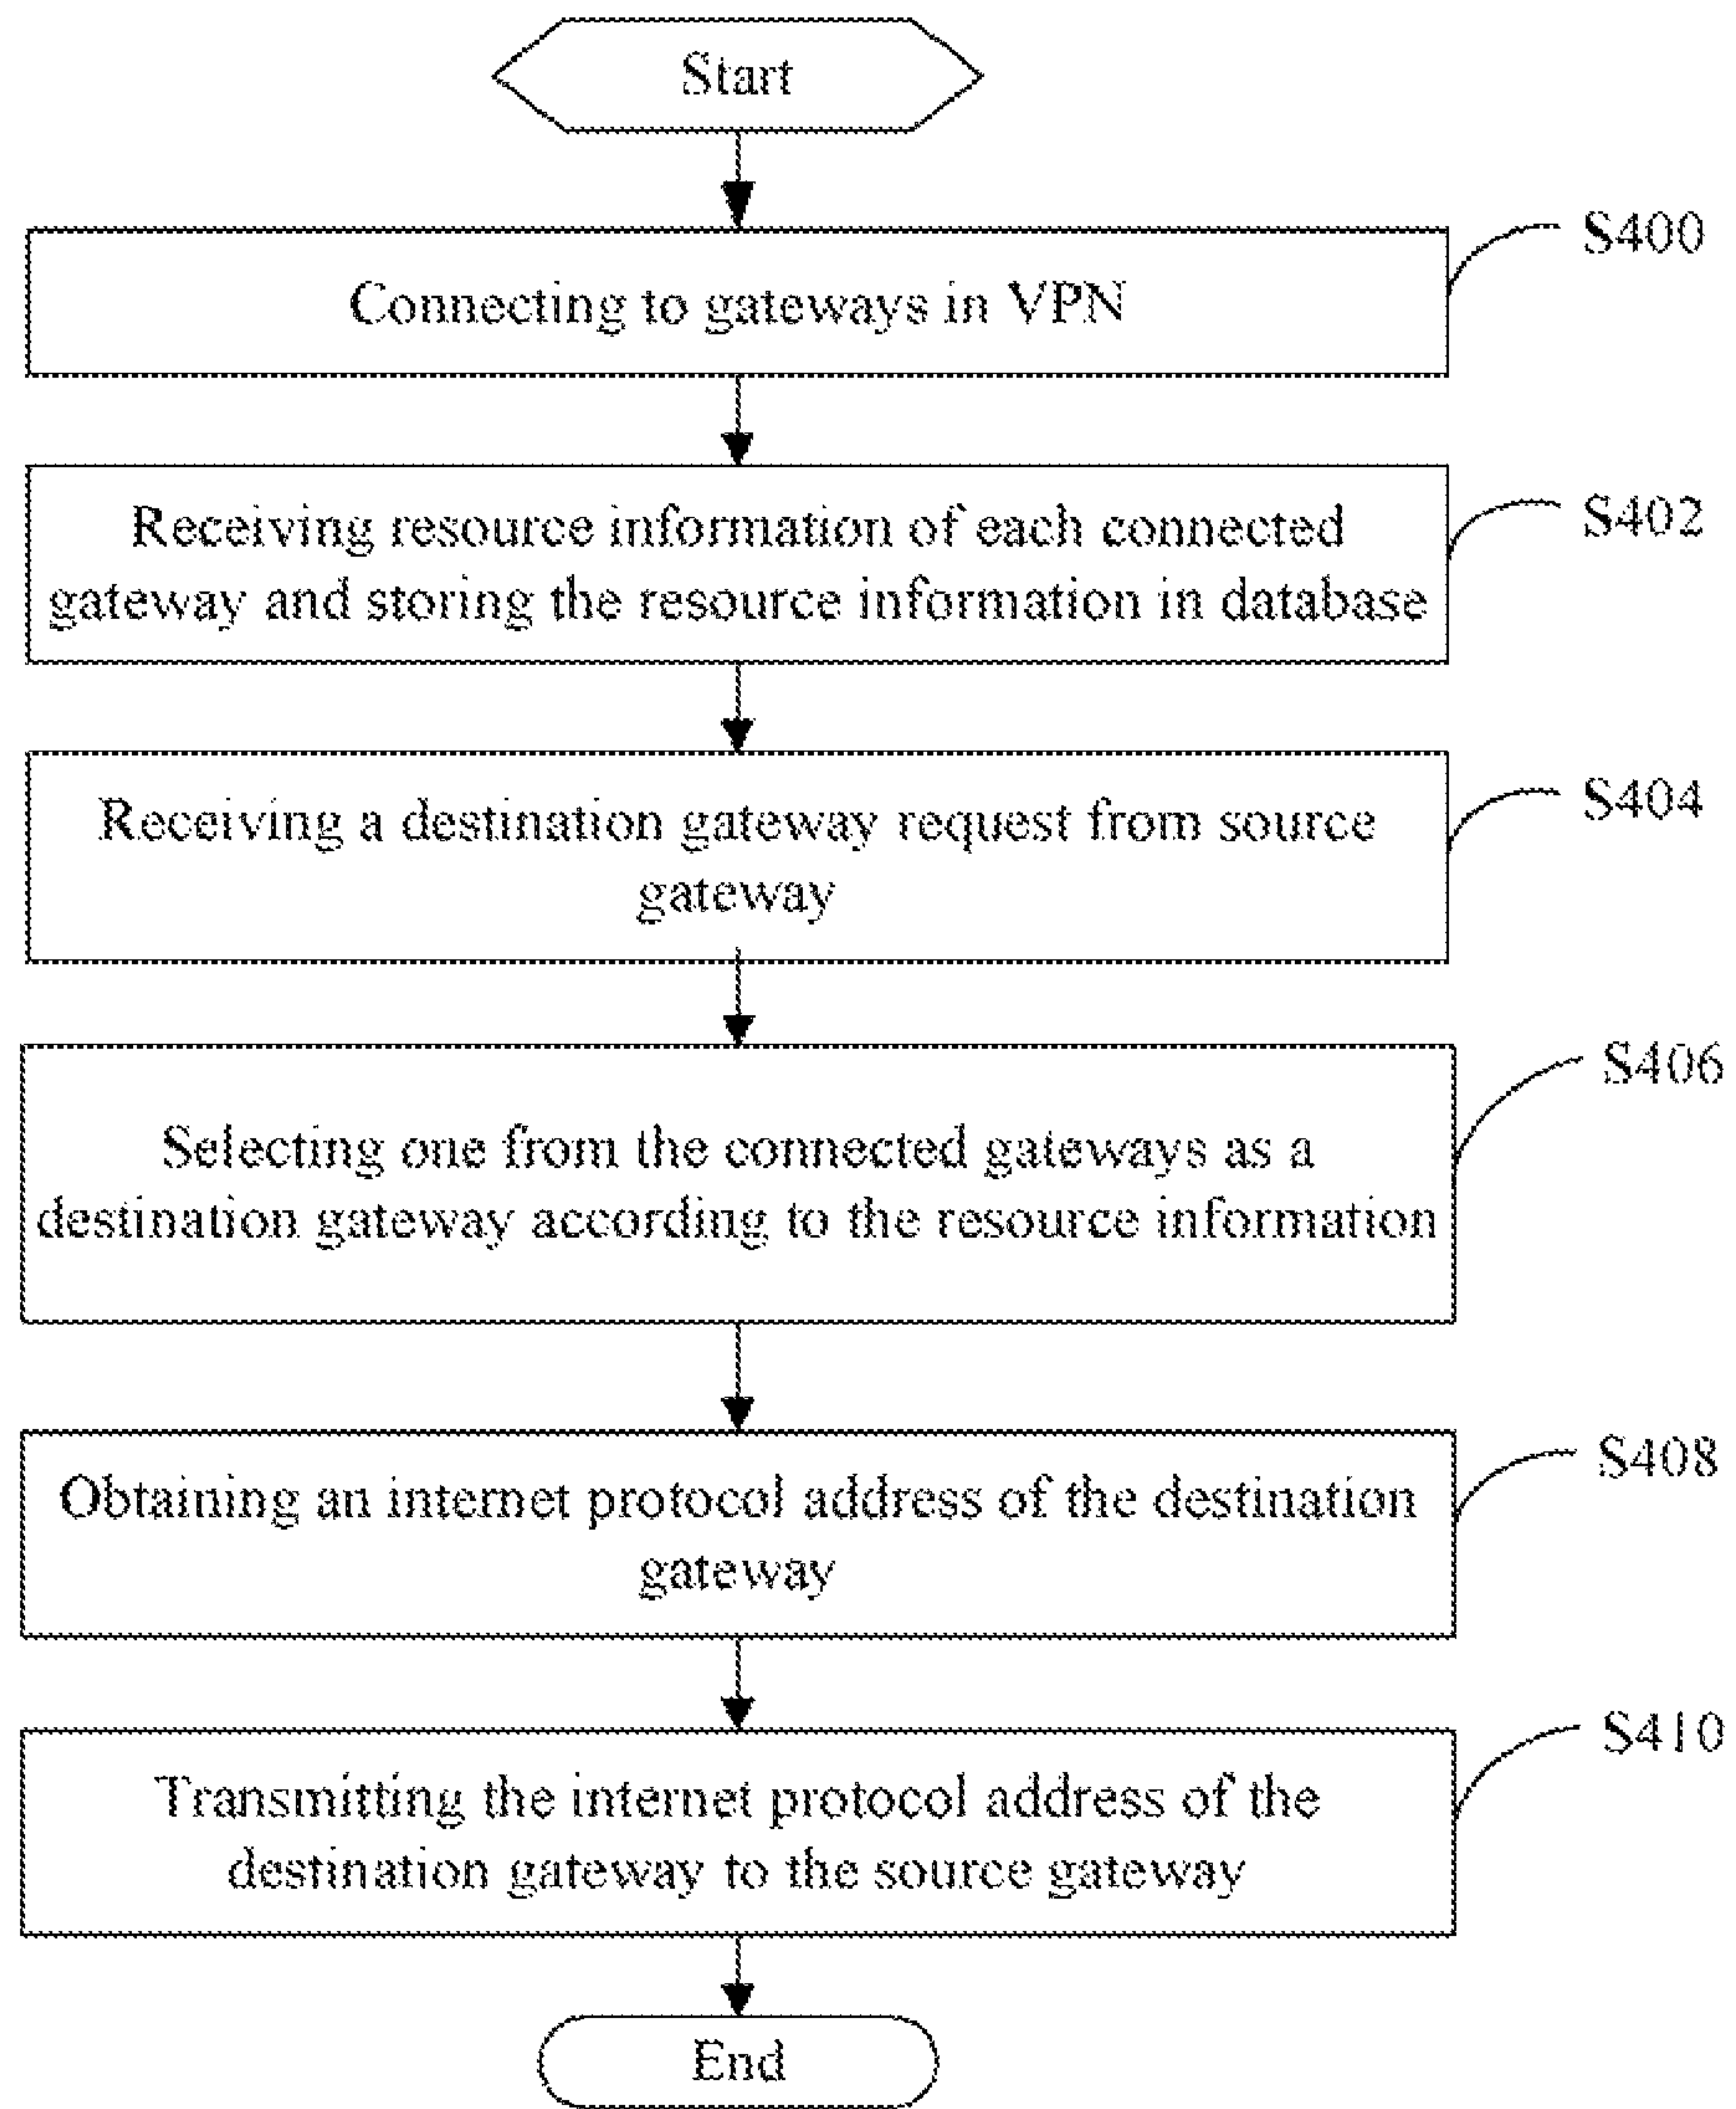 Start
S400
Connecting to gateways in VPN
S402
Receiving resource information of each connected
gateway and storing the resource information in database
S404
Receiving a destination gateway request from source
gateway
S406
Selecting one from the connected gateways as a
destination gateway according to the resource information
S408
Obtaining an internet protocol address of the destination
gateway
S410
Transmitting the internet protocol address of the
destination gateway to the source gateway
End